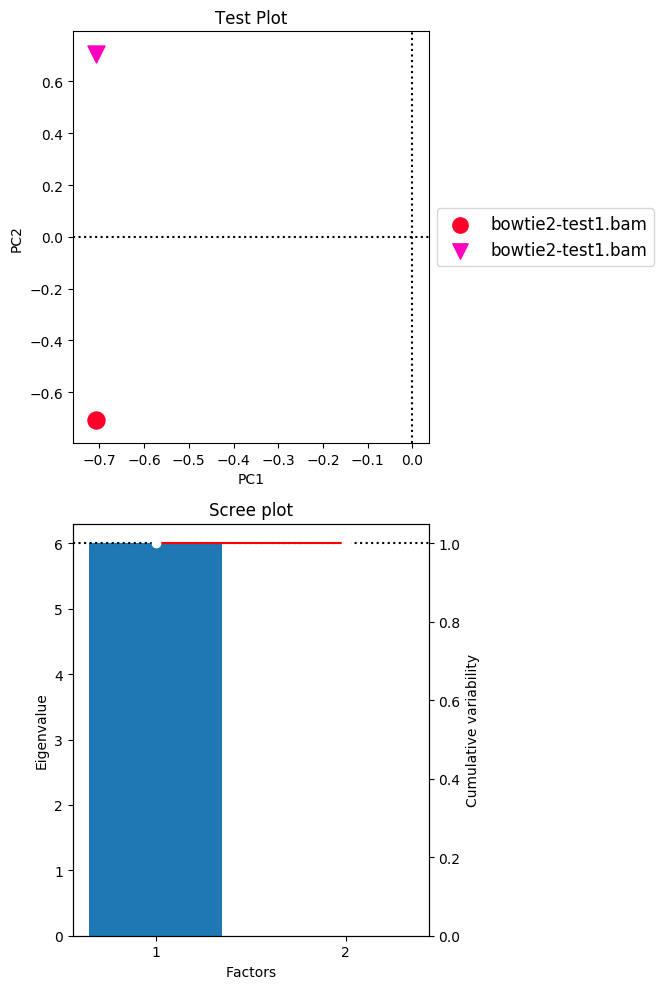 Test Plot
PC2
0.6
0.4
0.2
0.0
−0.2
−0.4
−0.6
−0.7 −0.6 −0.5 −0.4 −0.3 −0.2 −0.1 0.0
PC1
bowtie2-test1.bam
bowtie2-test1.bam
Scree plot
Eigenvalue
6
5
4
3
2
1
0
1.0
0.8
0.6
0.4
0.2
0.0
Cumulative variability
1 2
Factors